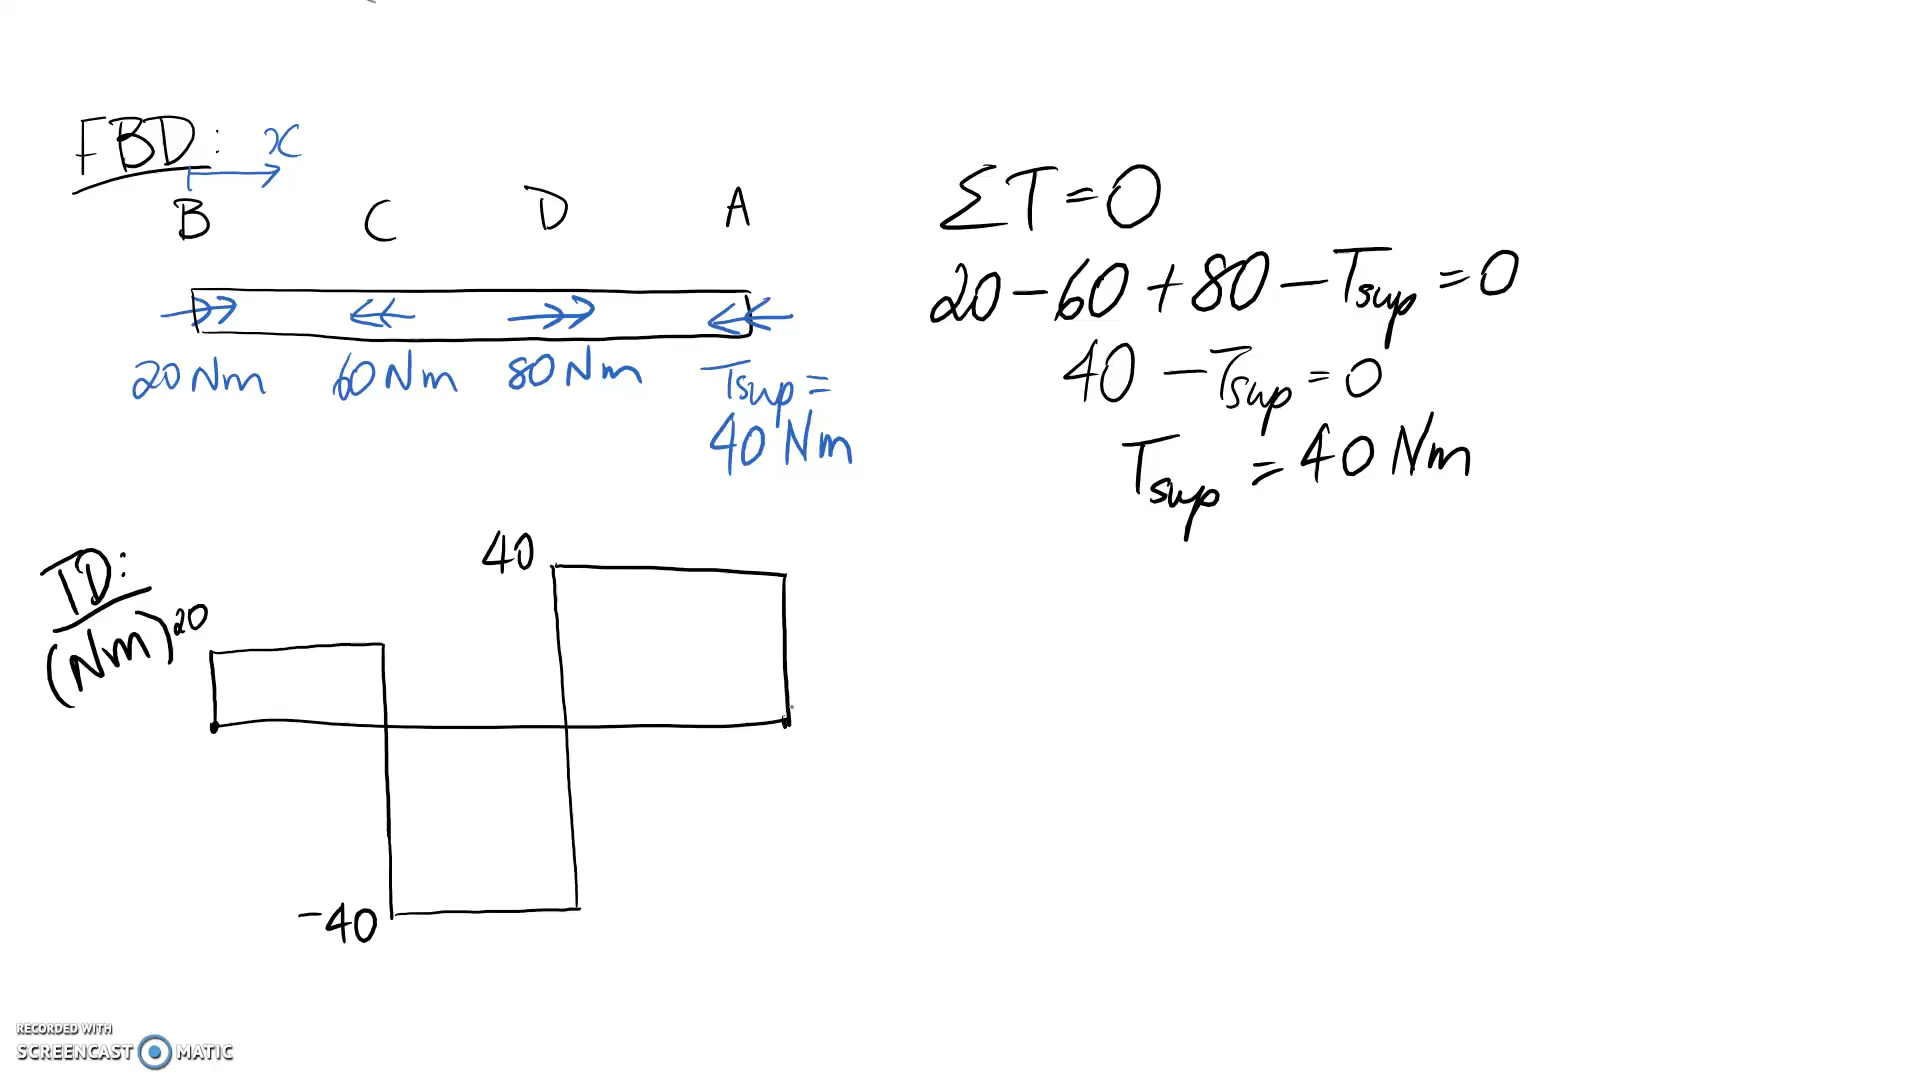 FBD:
x
B C D A
20 Nm 60 Nm 80 Nm Tsup =
40 Nm
ΣT=0
20-60+80-Tsup=0
40-Tsup=0
Tsup=40 Nm
TD:
(Nm)
20
40
-40
RECORDED WITH
SCREENCAST MATIC